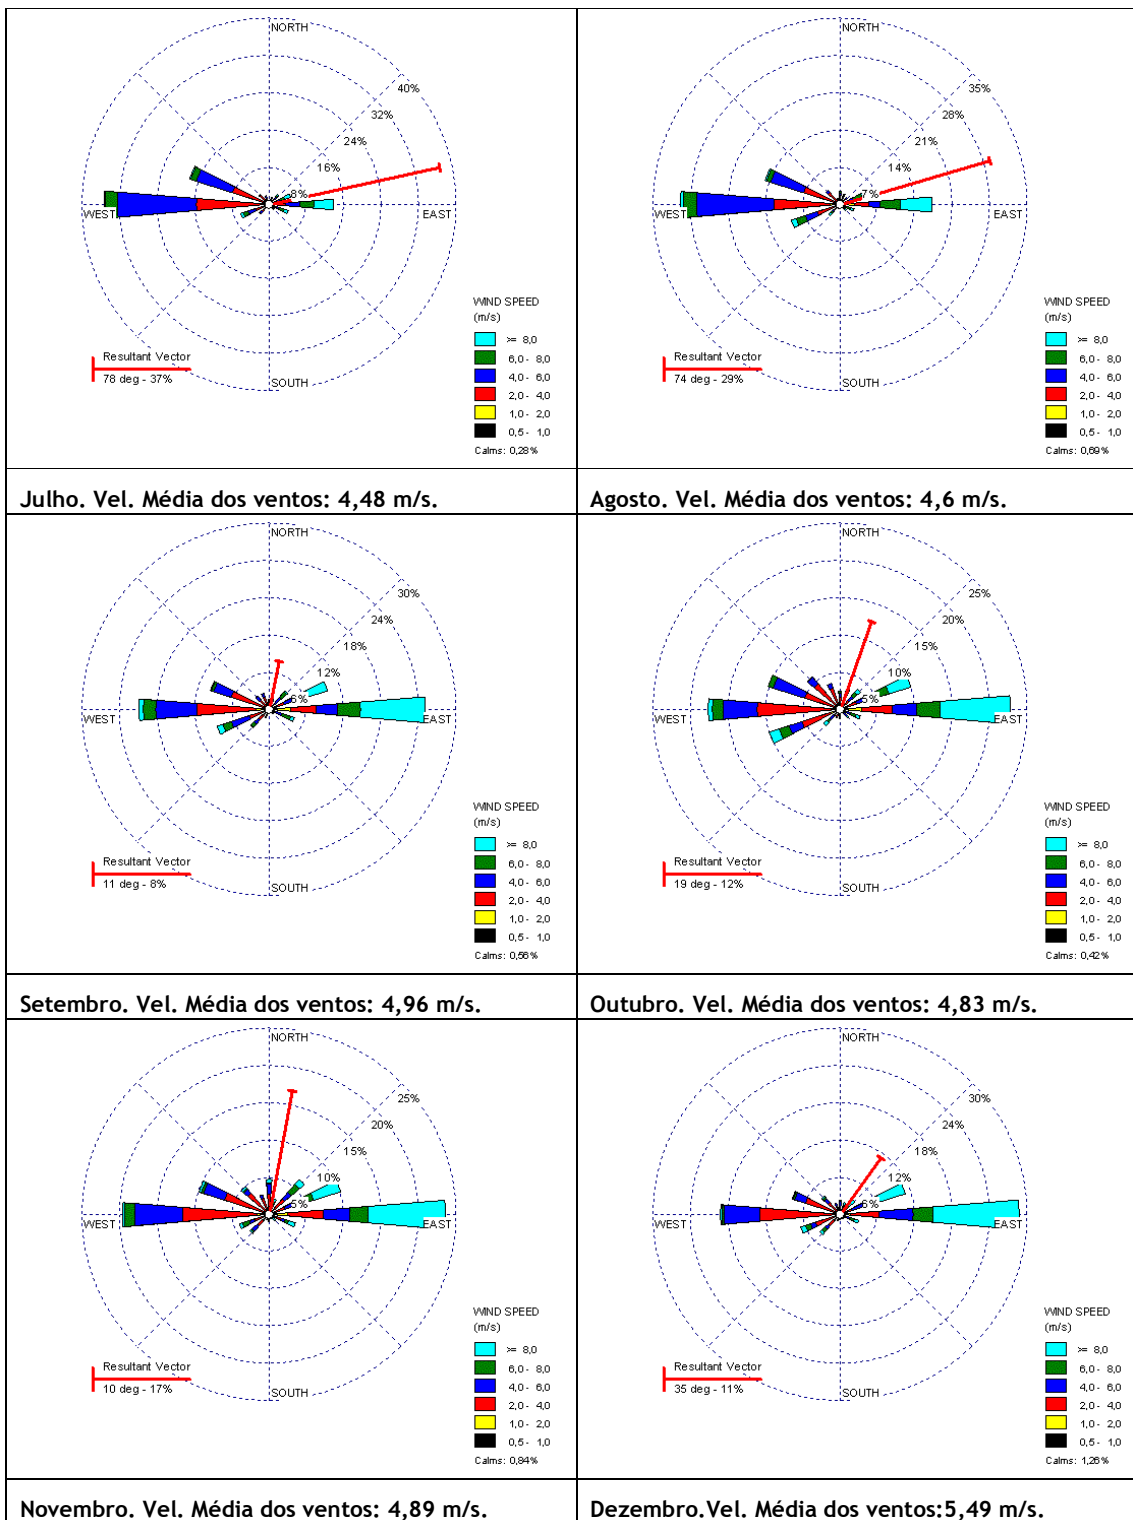 NORTH
40%
32%
24%
16%
8%
WEST
EAST
WIND SPEED
(m/s)
>= 8,0
6,0 - 8,0
4,0 - 6,0
2,0 - 4,0
1,0 - 2,0
0,5 - 1,0
Calms: 0,28%
Resultant Vector
78 deg - 37%
SOUTH
NORTH
35%
28%
21%
14%
7%
WEST
EAST
WIND SPEED
(m/s)
>= 8,0
6,0 - 8,0
4,0 - 6,0
2,0 - 4,0
1,0 - 2,0
0,5 - 1,0
Calms: 0,69%
Resultant Vector
74 deg - 29%
SOUTH
Julho. Vel. Média dos ventos: 4,48 m/s.
Agosto. Vel. Média dos ventos: 4,6 m/s.
NORTH
30%
24%
18%
12%
6%
WEST
EAST
WIND SPEED
(m/s)
>= 8,0
6,0 - 8,0
4,0 - 6,0
2,0 - 4,0
1,0 - 2,0
0,5 - 1,0
Calms: 0,56%
Resultant Vector
11 deg - 8%
SOUTH
NORTH
25%
20%
15%
10%
5%
WEST
EAST
WIND SPEED
(m/s)
>= 8,0
6,0 - 8,0
4,0 - 6,0
2,0 - 4,0
1,0 - 2,0
0,5 - 1,0
Calms: 0,42%
Resultant Vector
19 deg - 12%
SOUTH
Setembro. Vel. Média dos ventos: 4,96 m/s.
Outubro. Vel. Média dos ventos: 4,83 m/s.
NORTH
25%
20%
15%
10%
5%
WEST
EAST
WIND SPEED
(m/s)
>= 8,0
6,0 - 8,0
4,0 - 6,0
2,0 - 4,0
1,0 - 2,0
0,5 - 1,0
Calms: 0,84%
Resultant Vector
10 deg - 17%
SOUTH
NORTH
30%
24%
18%
12%
6%
WEST
EAST
WIND SPEED
(m/s)
>= 8,0
6,0 - 8,0
4,0 - 6,0
2,0 - 4,0
1,0 - 2,0
0,5 - 1,0
Calms: 1,26%
Resultant Vector
35 deg - 11%
SOUTH
Novembro. Vel. Média dos ventos: 4,89 m/s.
Dezembro.Vel. Média dos ventos:5,49 m/s.